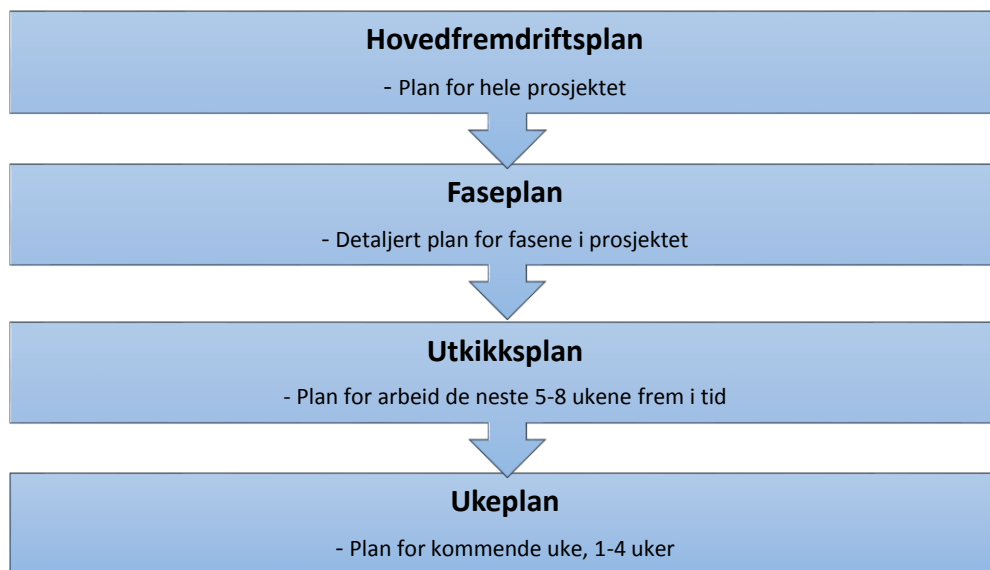 Hovedfremdriftsplan
- Plan for hele prosjektet
Faseplan
- Detaljert plan for fasene i prosjektet
Utkikksplan
- Plan for arbeid de neste 5-8 ukene frem i tid
Ukeplan
- Plan for kommende uke, 1-4 uker